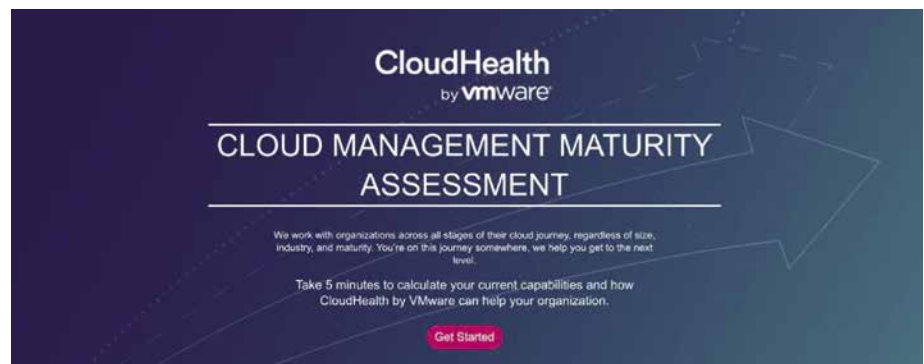 CloudHealth
by vmware®
CLOUD MANAGEMENT MATURITY
ASSESSMENT
We work with organizations across all stages of their cloud journey, regardless of size,
industry, and maturity. You're on this journey somewhere, we help you get to the next
level.
Take 5 minutes to calculate your current capabilities and how
CloudHealth by VMware can help your organization.
Get Started